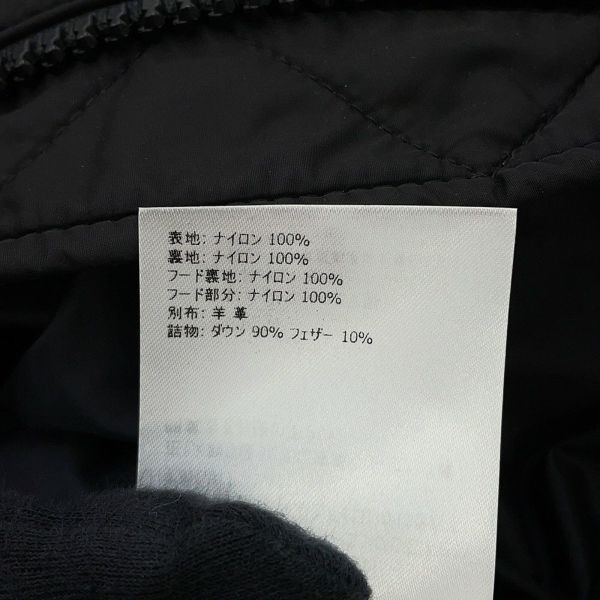 表地: ナイロン 100%
裏地: ナイロン 100%
フード裏地: ナイロン 100%
フード部分: ナイロン 100%
別布: 羊 革
詰物: ダウン 90% フェザー 10%